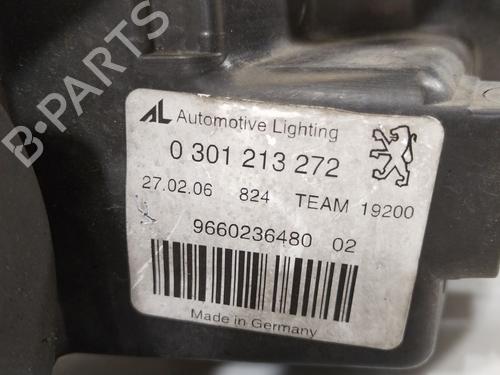 B-PARTS
AL Automotive Lighting
0 301 213 272
27.02.06 824 TEAM 19200
9660236480 02
Made in Germany